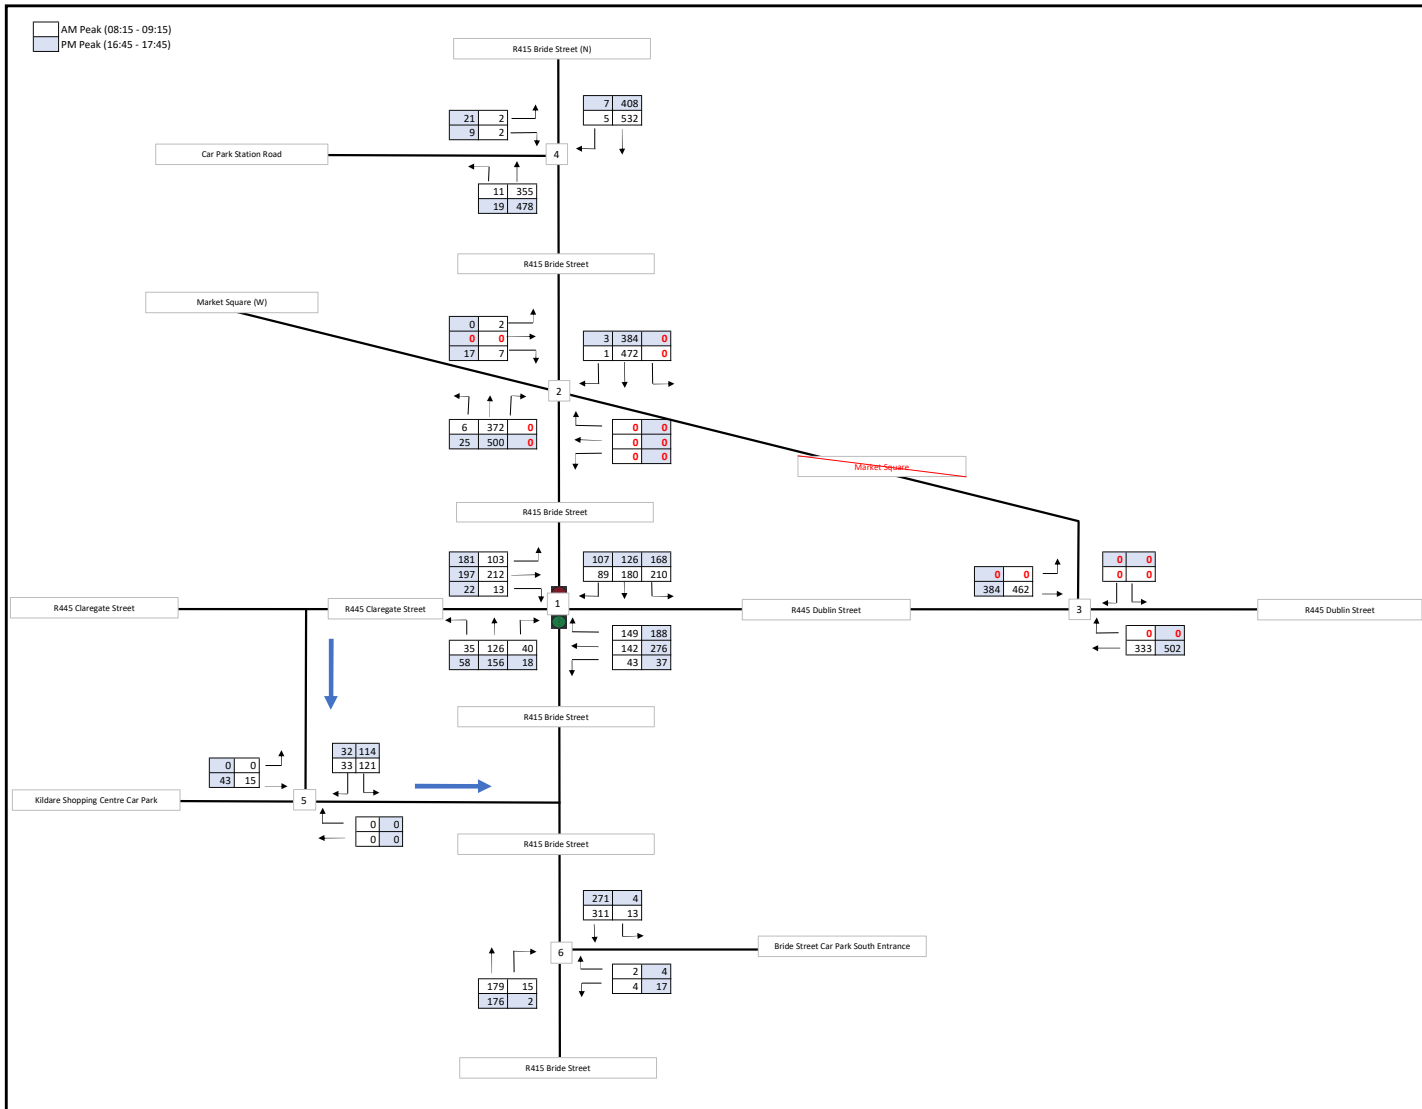 AM Peak (08:15 - 09:15)
PM Peak (16:45 - 17:45)
R415 Bride Street (N)
7 408
5 532
21 2
9 2
Car Park Station Road
4
11 355
19 478
R415 Bride Street
Market Square (W)
0 2
0 0
17 7
3 384 0
1 472 0
2
6 372 0
25 500 0
0 0
0 0
0 0
Market Square
R415 Bride Street
181 103
197 212
22 13
107 126 168
89 180 210
0 0
384 462
0 0
0 0
R445 Claregate Street
R445 Claregate Street
1
R445 Dublin Street
3
R445 Dublin Street
35 126 40
58 156 18
149 188
142 276
43 37
0 0
333 502
R415 Bride Street
0 0
43 15
32 114
33 121
Kildare Shopping Centre Car Park
5
0 0
0 0
R415 Bride Street
271 4
311 13
6
Bride Street Car Park South Entrance
179 15
176 2
2 4
4 17
R415 Bride Street